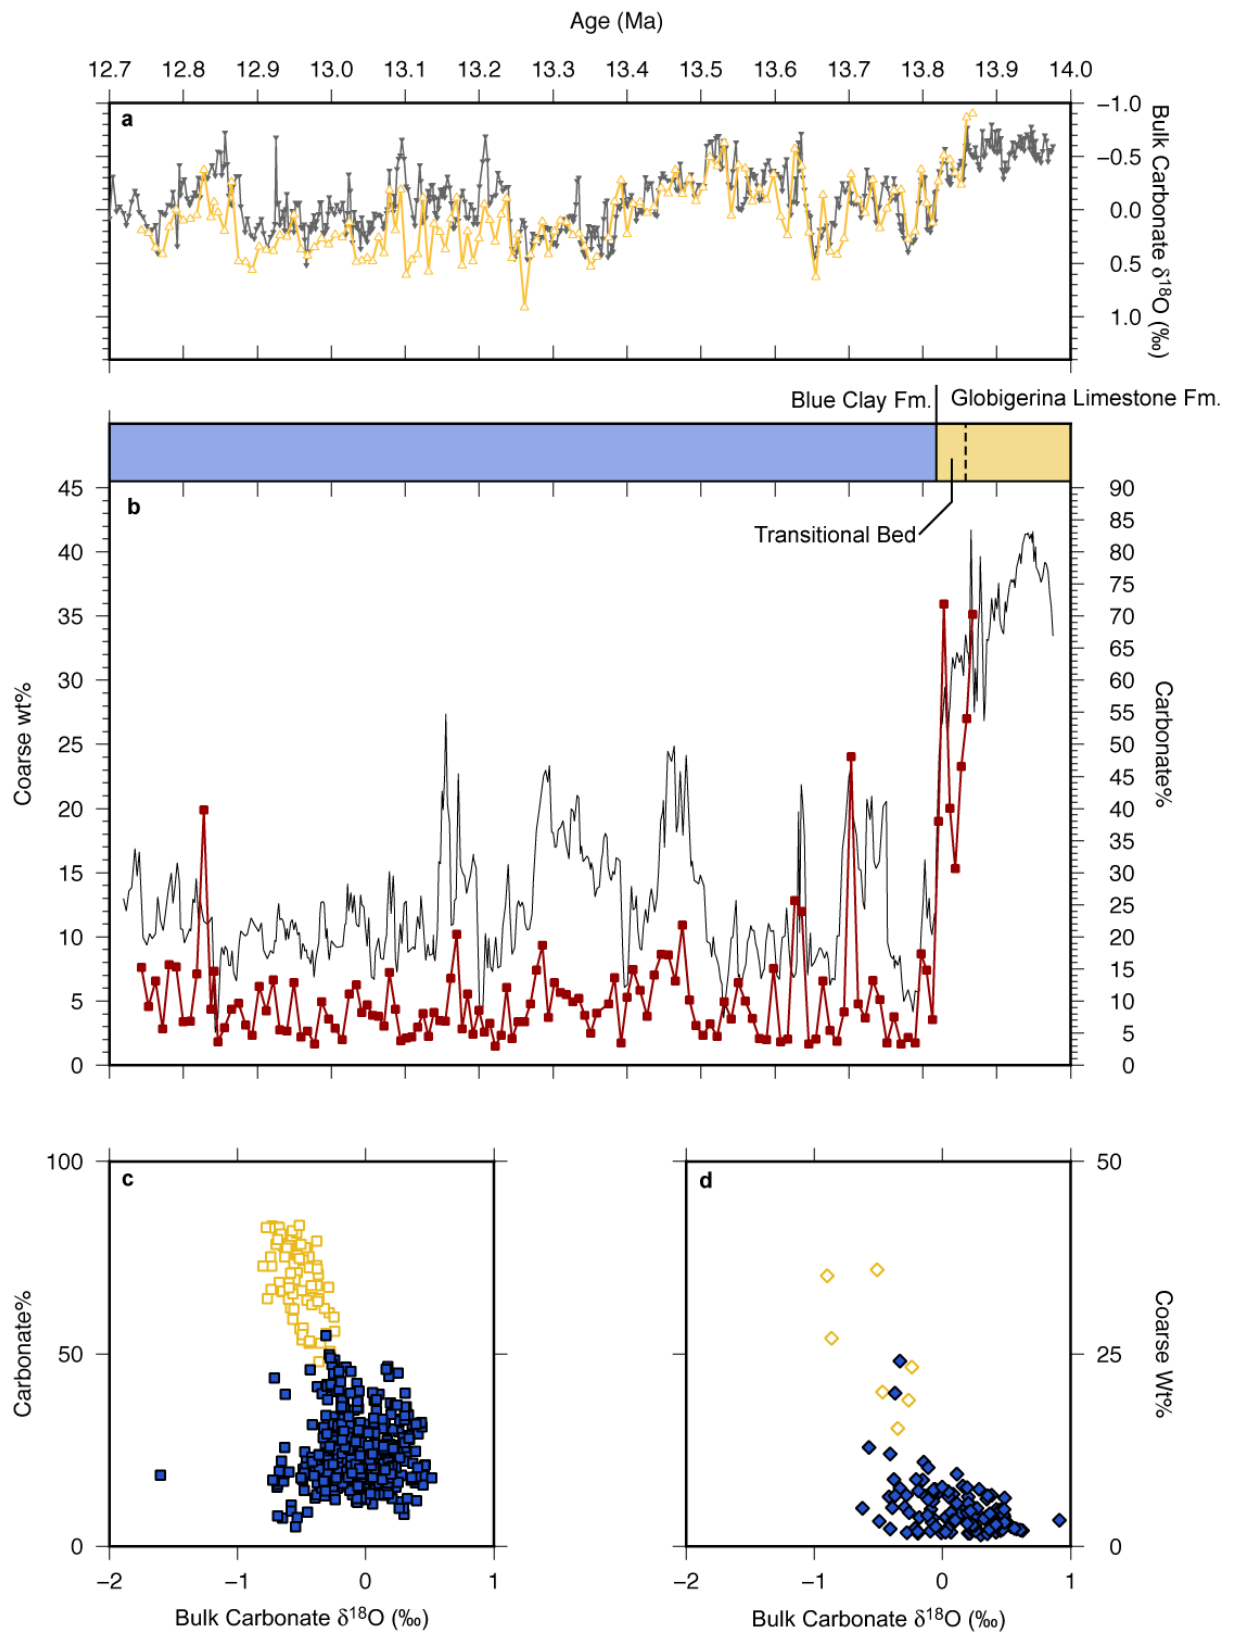 Age (Ma)
12.7 12.8 12.9 13.0 13.1 13.2 13.3 13.4 13.5 13.6 13.7 13.8 13.9 14.0
a
−1.0
−0.5
0.0
0.5
1.0
Bulk Carbonate δ¹⁸O (‰)
Blue Clay Fm.
Globigerina Limestone Fm.
b
Transitional Bed
45
40
35
30
25
20
15
10
5
0
Coarse wt%
90
85
80
75
70
65
60
55
50
45
40
35
30
25
20
15
10
5
0
Carbonate%
c
100
50
0
Carbonate%
−2 −1 0 1
Bulk Carbonate δ¹⁸O (‰)
d
50
25
0
Coarse Wt%
−2 −1 0 1
Bulk Carbonate δ¹⁸O (‰)